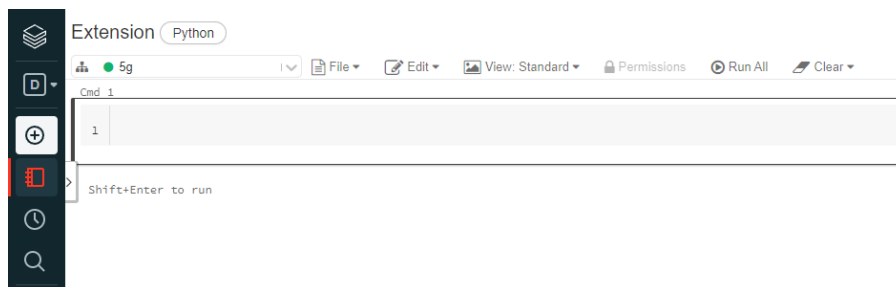 Extension Python
5g File Edit View: Standard Permissions Run All Clear
D
Cmd 1
1
Shift+Enter to run